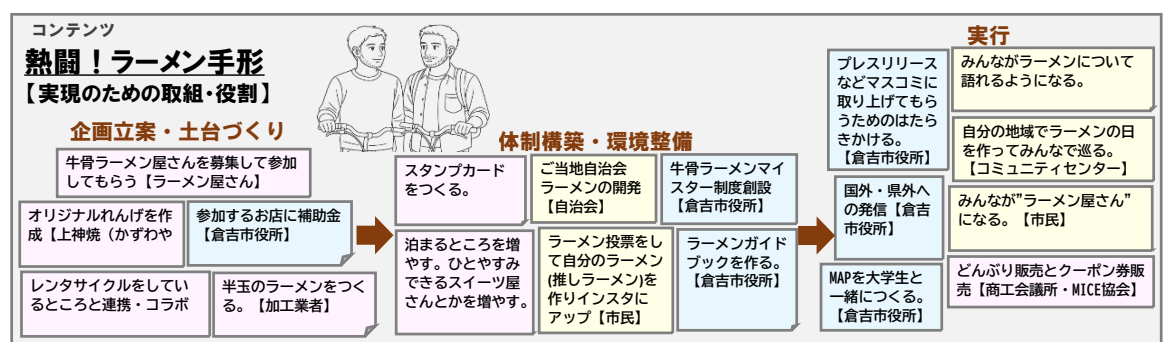 コンテンツ
熱闘！ラーメン手形
【実現のための取組・役割】
企画立案・土台づくり
牛骨ラーメン屋さんを募集して参加
してもらう【ラーメン屋さん】
オリジナルれんげを作
成【上神焼（かずわや
参加するお店に補助金
【倉吉市役所】
レンタサイクルをしてい
るところと連携・コラボ
半玉のラーメンをつく
る。【加工業者】
体制構築・環境整備
スタンプカード
をつくる。
ご当地自治会
ラーメンの開発
【自治会】
牛骨ラーメンマイ
スター制度創設
【倉吉市役所】
泊まるところを増
やす。ひとやすみ
できるスイーツ屋
さんとかを増やす。
ラーメン投票をし
て自分のラーメン
(推しラーメン)を
作りインスタに
アップ【市民】
ラーメンガイド
ブックを作る。
【倉吉市役所】
実行
プレスリリース
などマスコミに
取り上げてもら
うためのはたら
きかける。
【倉吉市役所】
みんながラーメンについて
語れるようになる。
自分の地域でラーメンの日
を作ってみんなで巡る。
【コミュニティセンター】
国外・県外へ
の発信【倉吉
市役所】
みんなが”ラーメン屋さん”
になる。【市民】
MAPを大学生と
一緒につくる。
【倉吉市役所】
どんぶり販売とクーポン券販
売【商工会議所・MICE協会】